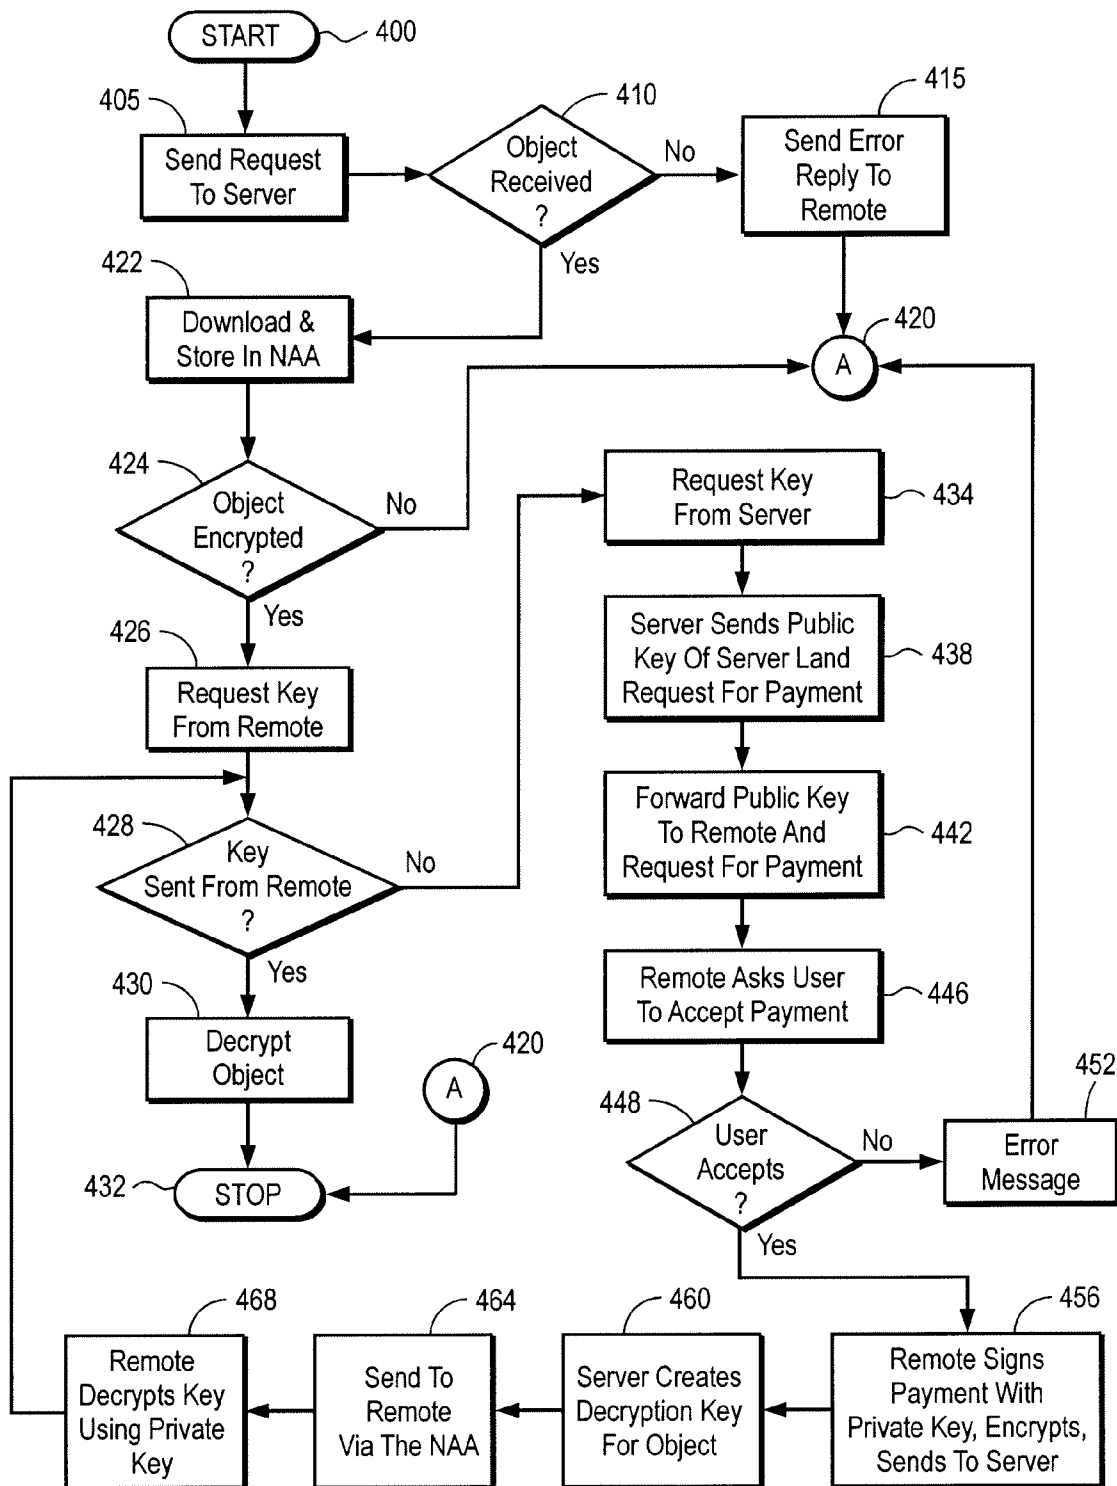 START
400
405
Send Request
To Server
410
Object
Received
?
No
Yes
415
Send Error
Reply To
Remote
422
Download &
Store In NAA
420
A
424
Object
Encrypted
?
No
Yes
434
Request Key
From Server
426
Request Key
From Remote
438
Server Sends Public
Key Of Server Land
Request For Payment
428
Key
Sent From Remote
?
No
Yes
442
Forward Public Key
To Remote And
Request For Payment
430
Decrypt
Object
420
A
446
Remote Asks User
To Accept Payment
432
STOP
448
User
Accepts
?
No
Yes
452
Error
Message
468
Remote
Decrypts Key
Using Private
Key
464
Send To
Remote
Via The NAA
460
Server Creates
Decryption Key
For Object
456
Remote Signs
Payment With
Private Key, Encrypts,
Sends To Server